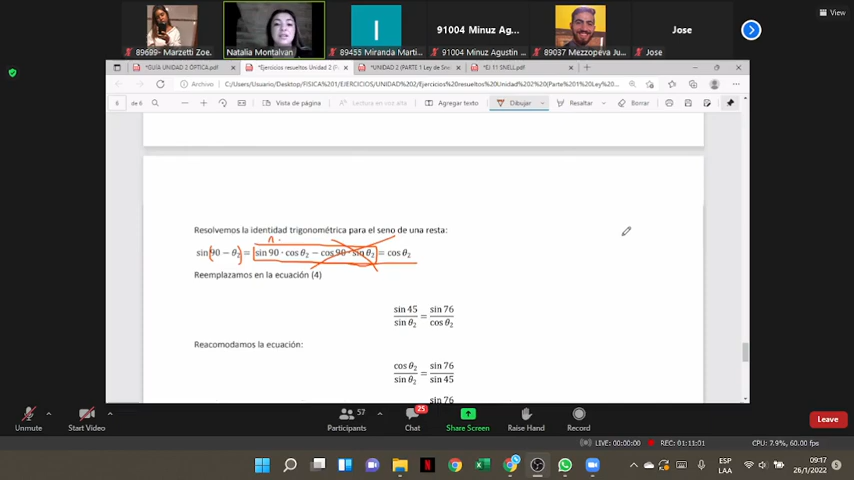 View
89699- Marzetti Zoe.
Natalia Montalvan
89455 Miranda Marti...
91004 Minuz Ag...
91004 Minuz Agustin ...
89037 Mezzopéva Ju...
Jose
Jose
*GUÍA UNIDAD 2 ÓPTICA.pdf
*Ejercicios resueltos Unidad 2 (Part
*UNIDAD 2 (PARTE 1 Ley de Sne
*EJ 11 SNELL.pdf
Archivo
C:/Users/Usuario/Desktop/FISICA%201/EJERCICIOS/UNIDAD%202/Ejercicios%20resueltos%20Unidad%202%20(Parte%201%20Ley%...
6 de 6
Vista de página
Lectura en voz alta
Agregar texto
Dibujar
Resaltar
Borrar
Resolvemos la identidad trigonométrica para el seno de una resta:
sin(90 − θ₂) = sin 90 · cos θ₂ − cos 90 · sin θ₂ = cos θ₂
Reemplazamos en la ecuación (4)
sin 45 / sin θ₂ = sin 76 / cos θ₂
Reacomodamos la ecuación:
cos θ₂ / sin θ₂ = sin 76 / sin 45
sin 76
Unmute
Start Video
57
Participants
25
Chat
Share Screen
Raise Hand
Record
Leave
LIVE: 00:00:00
REC: 01:11:01
CPU: 7.9%, 60.00 fps
ESP
LAA
09:17
26/1/2022